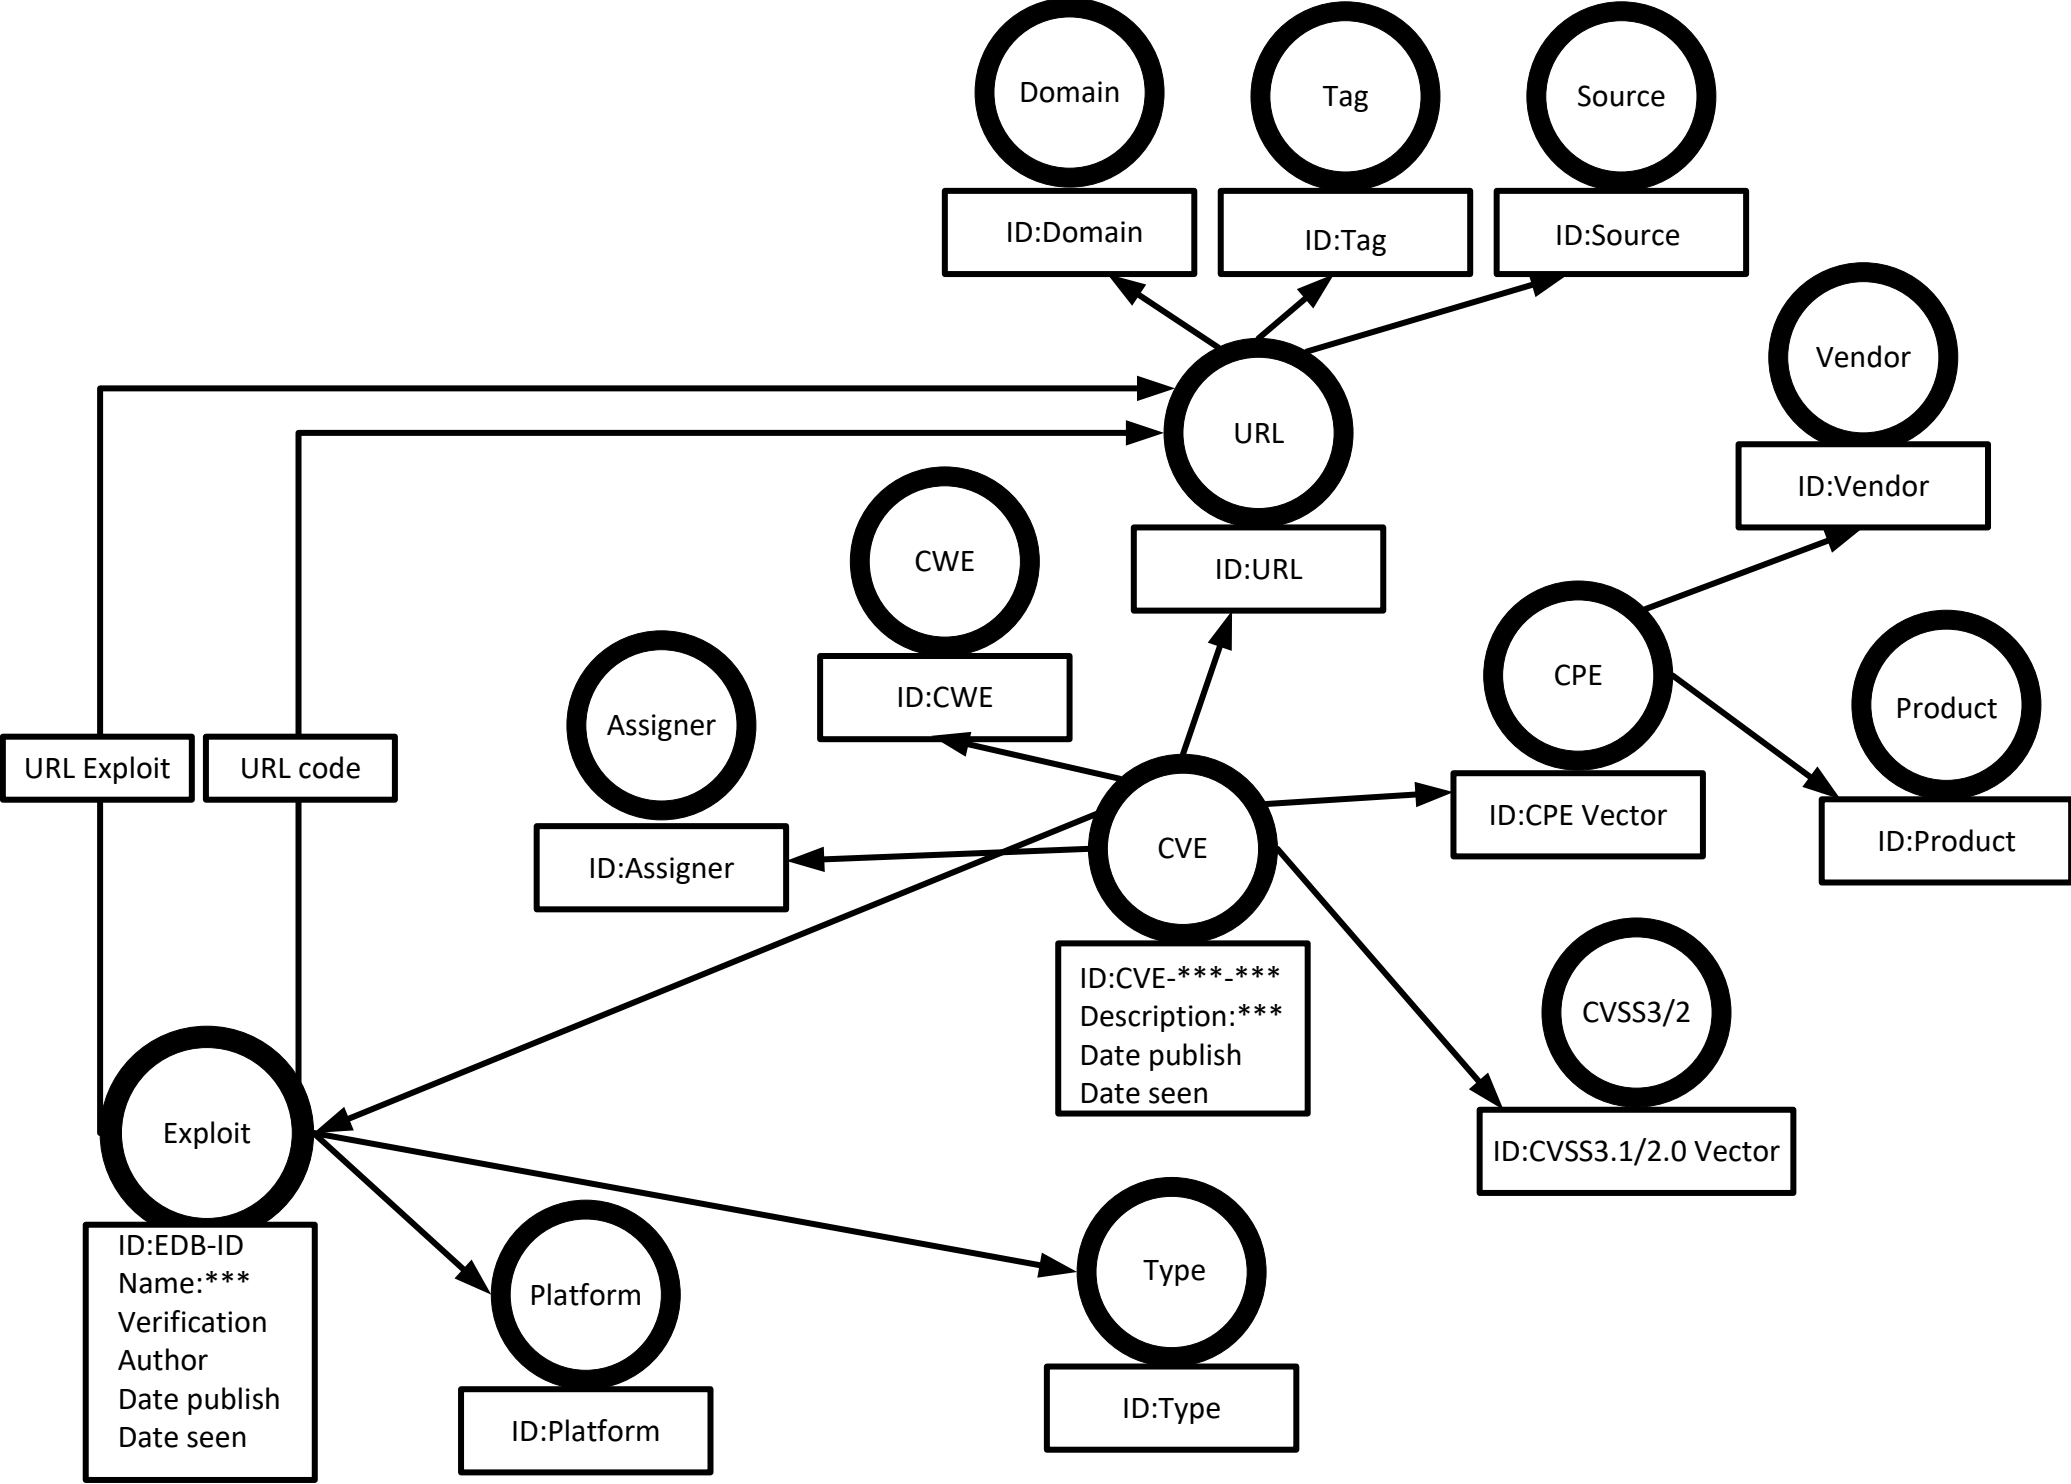 Domain
Tag
Source
ID:Domain
ID:Tag
ID:Source
Vendor
URL
ID:Vendor
CWE
ID:URL
CPE
Product
Assigner
ID:CWE
URL Exploit
URL code
ID:CPE Vector
ID:Product
CVE
ID:Assigner
ID:CVE-***-***
Description:***
Date publish
Date seen
CVSS3/2
ID:CVSS3.1/2.0 Vector
Exploit
ID:EDB-ID
Name:***
Verification
Author
Date publish
Date seen
Platform
ID:Platform
Type
ID:Type